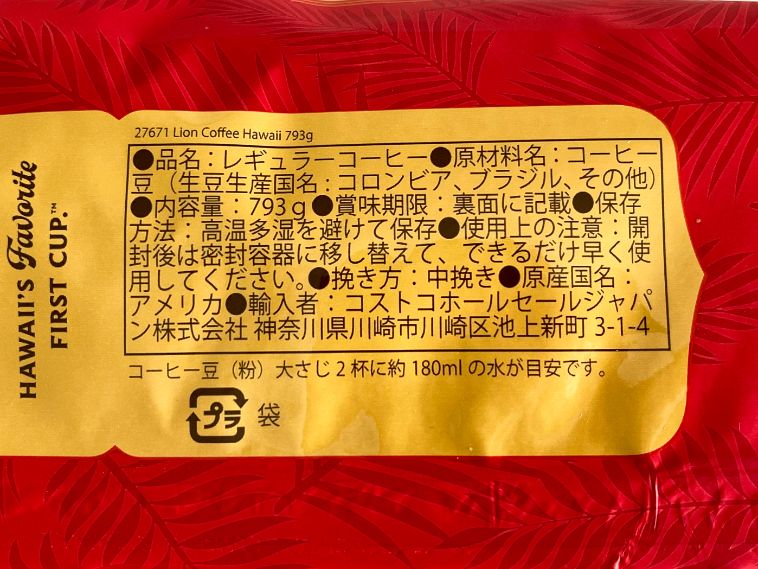 HAWAII'S Favorite
FIRST CUP.™
27671 Lion Coffee Hawaii 793g
●品名：レギュラーコーヒー●原材料名：コーヒー
豆（生豆生産国名：コロンビア、ブラジル、その他）
●内容量：793g●賞味期限：裏面に記載●保存
方法：高温多湿を避けて保存●使用上の注意：開
封後は密封容器に移し替えて、できるだけ早く使
用してください。●挽き方：中挽き●原産国名：
アメリカ●輸入者：コストコホールセールジャパ
ン株式会社 神奈川県川崎市川崎区池上新町 3-1-4
コーヒー豆（粉）大さじ2杯に約180mlの水が目安です。
プラ 袋